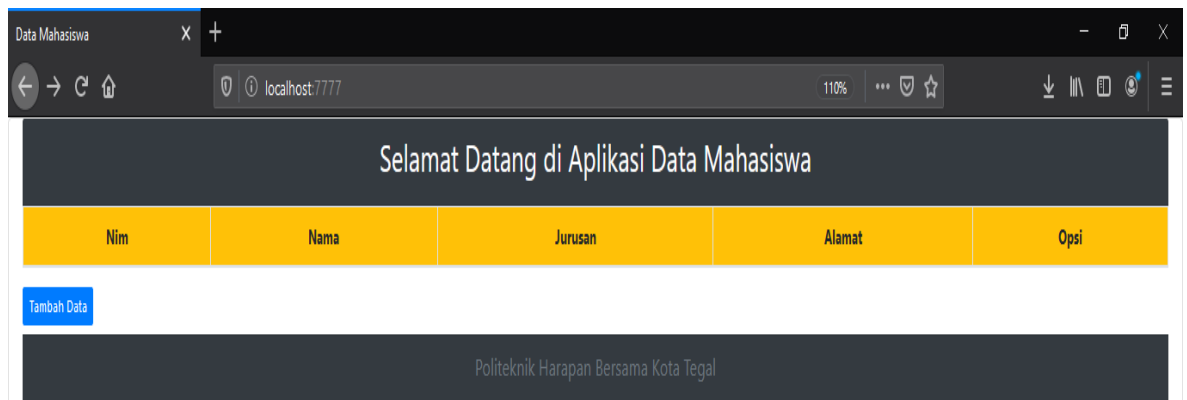 Data Mahasiswa
localhost:7777
110%
Selamat Datang di Aplikasi Data Mahasiswa
Nim Nama Jurusan Alamat Opsi
Tambah Data
Politeknik Harapan Bersama Kota Tegal